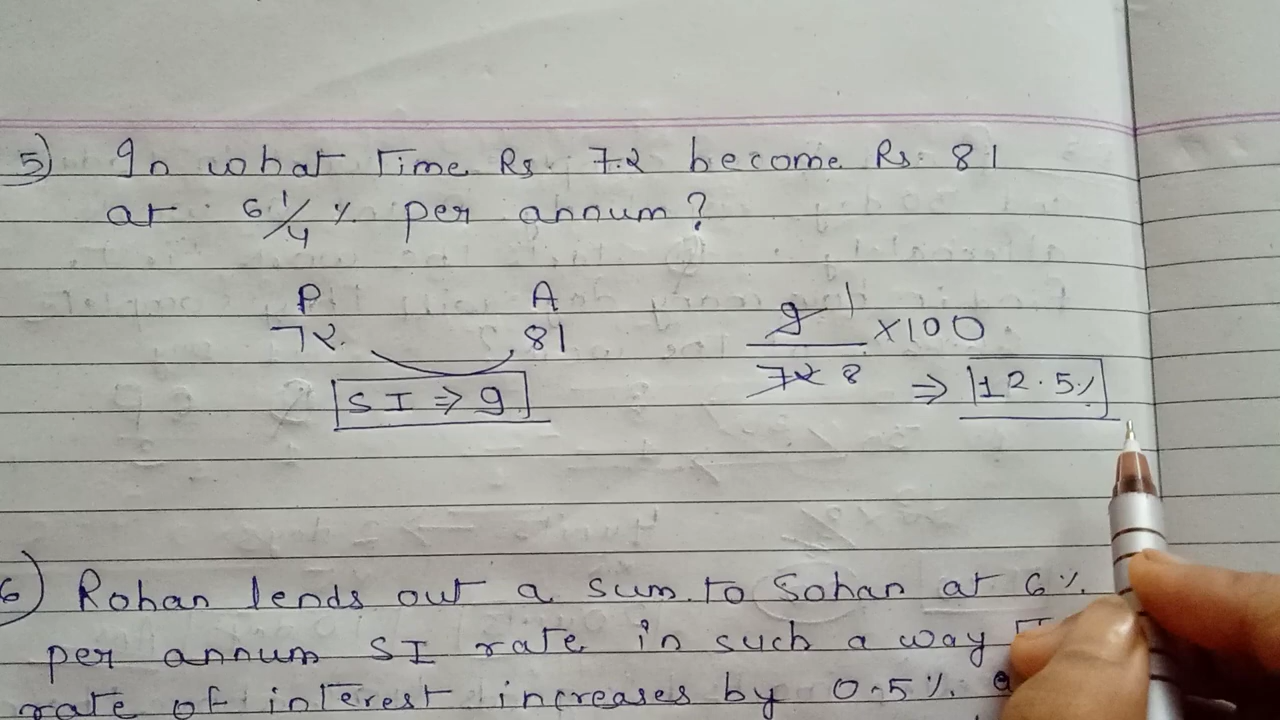 5) In what Time Rs. 72 become Rs. 81
at 6 1/4 % per annum?
P A
72 81
SI ⇒ 9
9 1
72 8 ×100
⇒ 12.5%
6) Rohan lends out a sum to Sohan at 6%
per annum SI rate in such a way
rate of interest increases by 0.5%